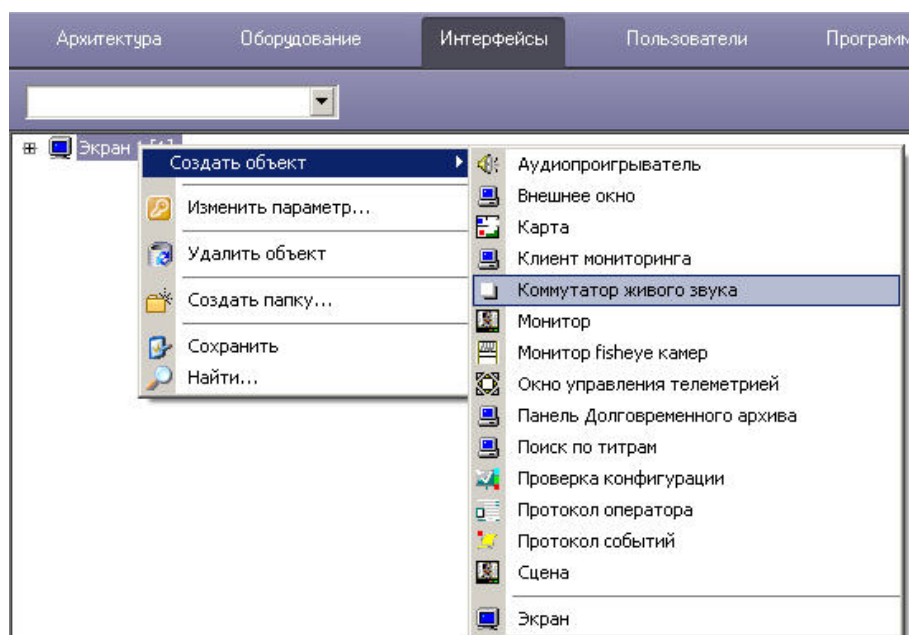 Архитектура Оборудование Интерфейсы Пользователи Программ
Экран
Создать объект
Изменить параметр...
Удалить объект
Создать папку...
Сохранить
Найти...
Аудиопроигрыватель
Внешнее окно
Карта
Клиент мониторинга
Коммутатор живого звука
Монитор
Монитор fisheye камер
Окно управления телеметрией
Панель Долговременного архива
Поиск по титрам
Проверка конфигурации
Протокол оператора
Протокол событий
Сцена
Экран